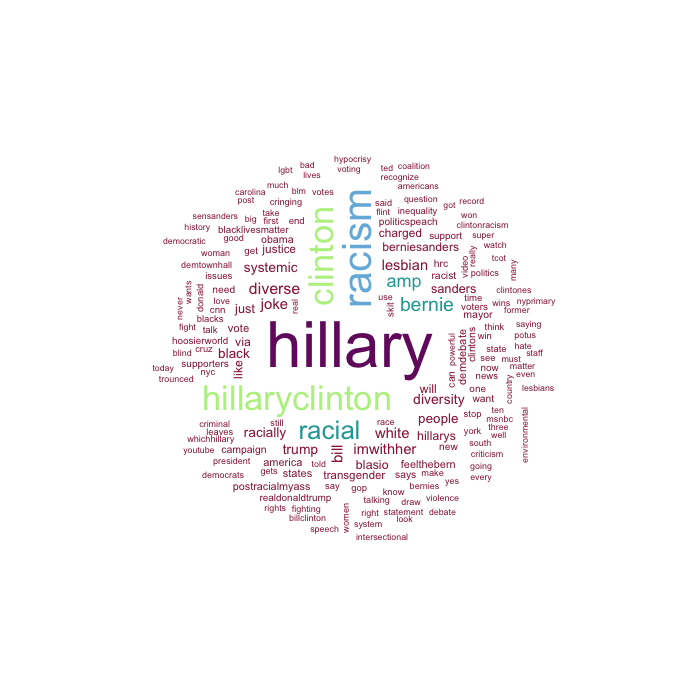 hypocrisy
lgbt bad voting ted coalition
lives recognize
much americans
carolina blm votes said question got record
post cringing flint inequality
sensanders take politicspeach won
history big first end clintonracism
blacklivesmatter charged support super
democratic good obama berniesanders watch
woman get justice really tcot
demtownhall systemic lesbian hrc video many
issues racist politics
never wants need diverse amp sanders clintones
donald love real use time nyprimary
cnn just joke skit bernie voters wins former
blacks mayor
clinton
racism
fight talk vote think saying
hoosierworld via win potus
hillary
powerful demdebate clintons state hate
blind cruz black see must staff
supporters like can now matter
today nyc news even
trounced will one country lesbians
hillaryclinton
diversity want
criminal still race people stop ten msnbc
leaves york three
whichhillary racially racial white hillarys south well
youtube campaign trump bill imwithher new criticism environmental
president america told blasio feelthebern going
democrats gets states transgender says make every
postracialmyass say gop bernies yes
realdonaldtrump know
rights fighting women talking draw violence
billclinton right statement debate
speech system look
intersectional